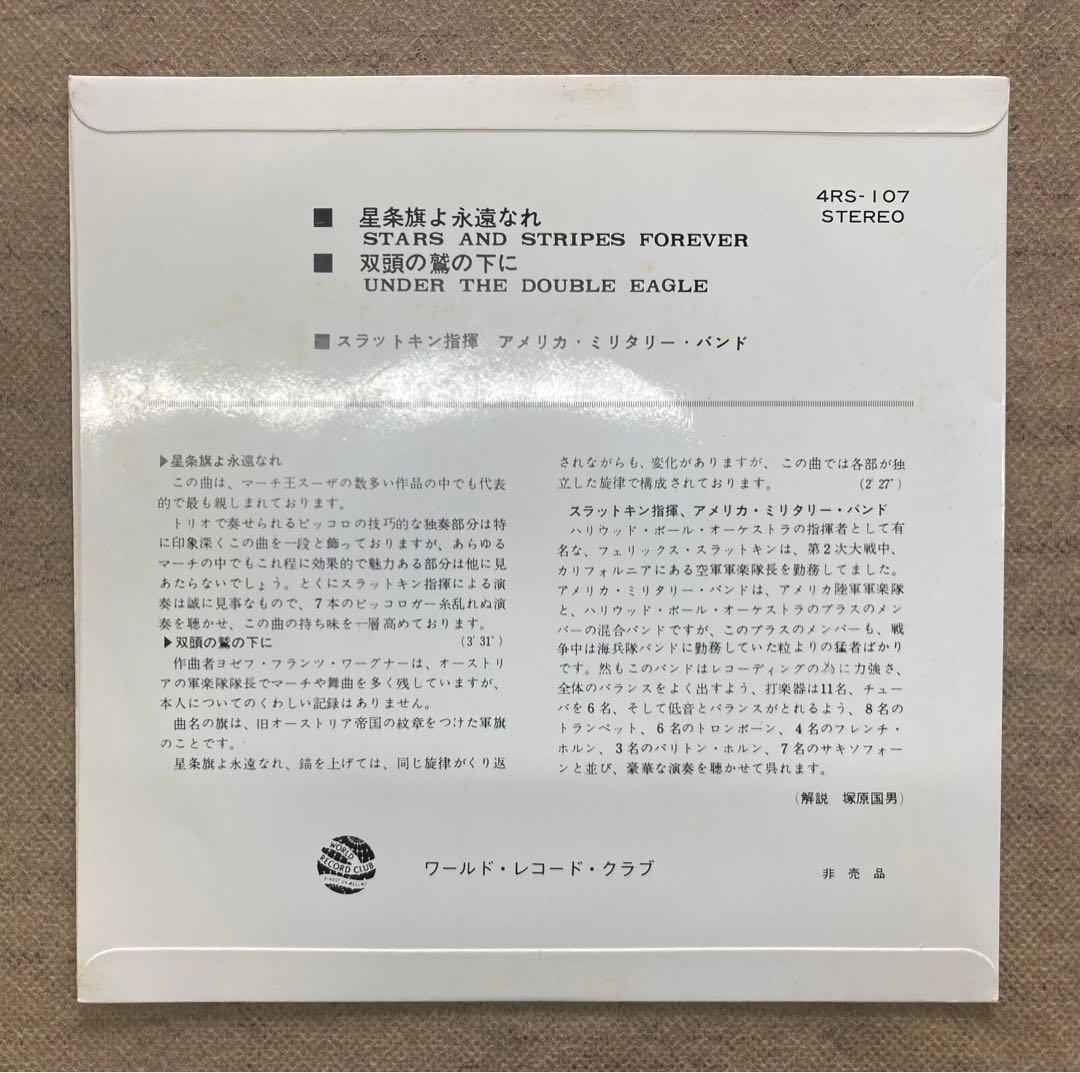 4RS-107
STEREO
■ 星条旗よ永遠なれ
STARS AND STRIPES FOREVER
■ 双頭の鷲の下に
UNDER THE DOUBLE EAGLE
■ スラットキン指揮　アメリカ・ミリタリー・バンド
▶星条旗よ永遠なれ
この曲は、マーチ王スーザの数多い作品の中でも代表
的で最も親しまれております。
トリオで奏せられるピッコロの技巧的な独奏部分は特
に印象深くこの曲を一段と飾っておりますが、あらゆる
マーチの中でもこれ程に効果的で魅力ある部分は他に見
あたらないでしょう。とくにスラットキン指揮による演
奏は誠に見事なもので、7本のピッコロガー糸乱れぬ演
奏を聴かせ、この曲の持ち味を一層高めております。
▶双頭の鷲の下に (3′31″)
作曲者ヨゼフ・フランツ・ワーグナーは、オーストリ
アの軍楽隊隊長でマーチや舞曲を多く残していますが、
本人についてのくわしい記録はありません。
曲名の旗は、旧オーストリア帝国の紋章をつけた軍旗
のことです。
星条旗よ永遠なれ、錨を上げては、同じ旋律がくり返
されながらも、変化がありますが、この曲では各部が独
立した旋律で構成されております。 (2′27″)
スラットキン指揮、アメリカ・ミリタリー・バンド
ハリウッド・ボール・オーケストラの指揮者として有
名な、フェリックス・スラットキンは、第2次大戦中、
カリフォルニアにある空軍軍楽隊長を勤務してました。
アメリカ・ミリタリー・バンドは、アメリカ陸軍軍楽隊
と、ハリウッド・ボール・オーケストラのブラスのメン
バーの混合バンドですが、このブラスのメンバーも、戦
争中は海兵隊バンドに勤務していた粒よりの猛者ばかり
です。然もこのバンドはレコーディングの為に力強さ、
全体のバランスをよく出すよう、打楽器は11名、チュー
バを6名、そして低音とバランスがとれるよう、8名の
トランペット、6名のトロンボーン、4名のフレンチ・
ホルン、3名のバリトン・ホルン、7名のサキソフォー
ンと並び、豪華な演奏を聴かせて呉れます。
(解説　塚原国男)
WORLD
RECORD CLUB
ワールド・レコード・クラブ
非売品